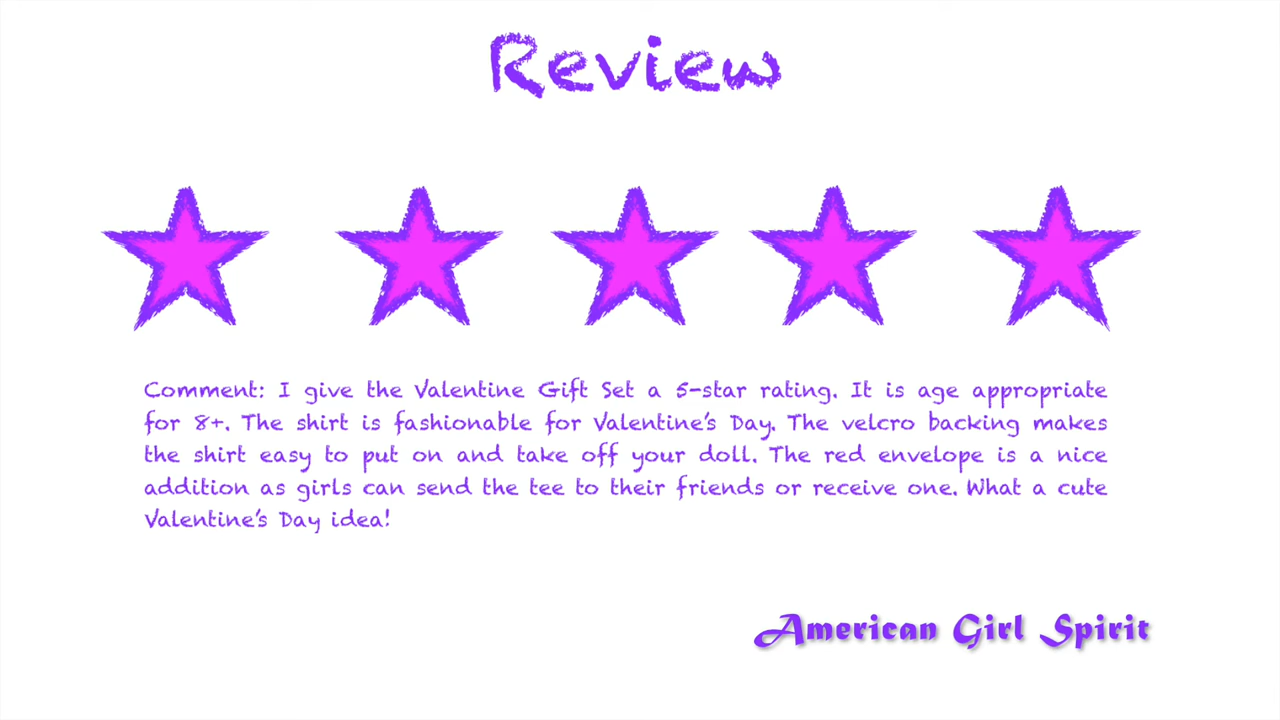 Review
Comment: I give the Valentine Gift Set a 5-star rating. It is age appropriate
for 8+. The shirt is fashionable for Valentine's Day. The velcro backing makes
the shirt easy to put on and take off your doll. The red envelope is a nice
addition as girls can send the tee to their friends or receive one. What a cute
Valentine's Day idea!
American Girl Spirit